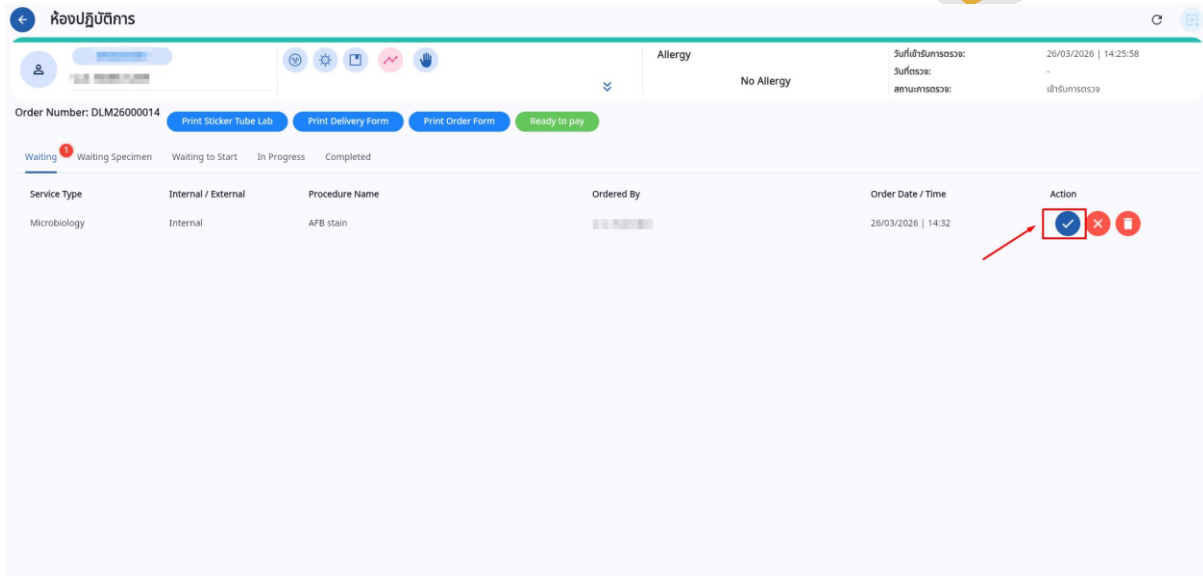 ห้องปฏิบัติการ
Allergy
No Allergy
วันที่เข้ารับการตรวจ: 26/03/2026 | 14:25:58
วันที่ตรวจ: -
สถานะการตรวจ: เข้ารับการตรวจ
Order Number: DLM26000014 Print Sticker Tube Lab Print Delivery Form Print Order Form Ready to pay
Waiting 1 Waiting Specimen Waiting to Start In Progress Completed
Service Type Internal / External Procedure Name Ordered By Order Date / Time Action
Microbiology Internal AFB stain 26/03/2026 | 14:32